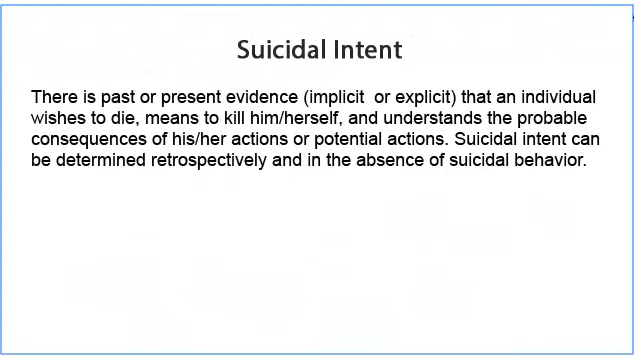 Suicidal Intent
There is past or present evidence (implicit  or explicit) that an individual
wishes to die, means to kill him/herself, and understands the probable
consequences of his/her actions or potential actions. Suicidal intent can
be determined retrospectively and in the absence of suicidal behavior.